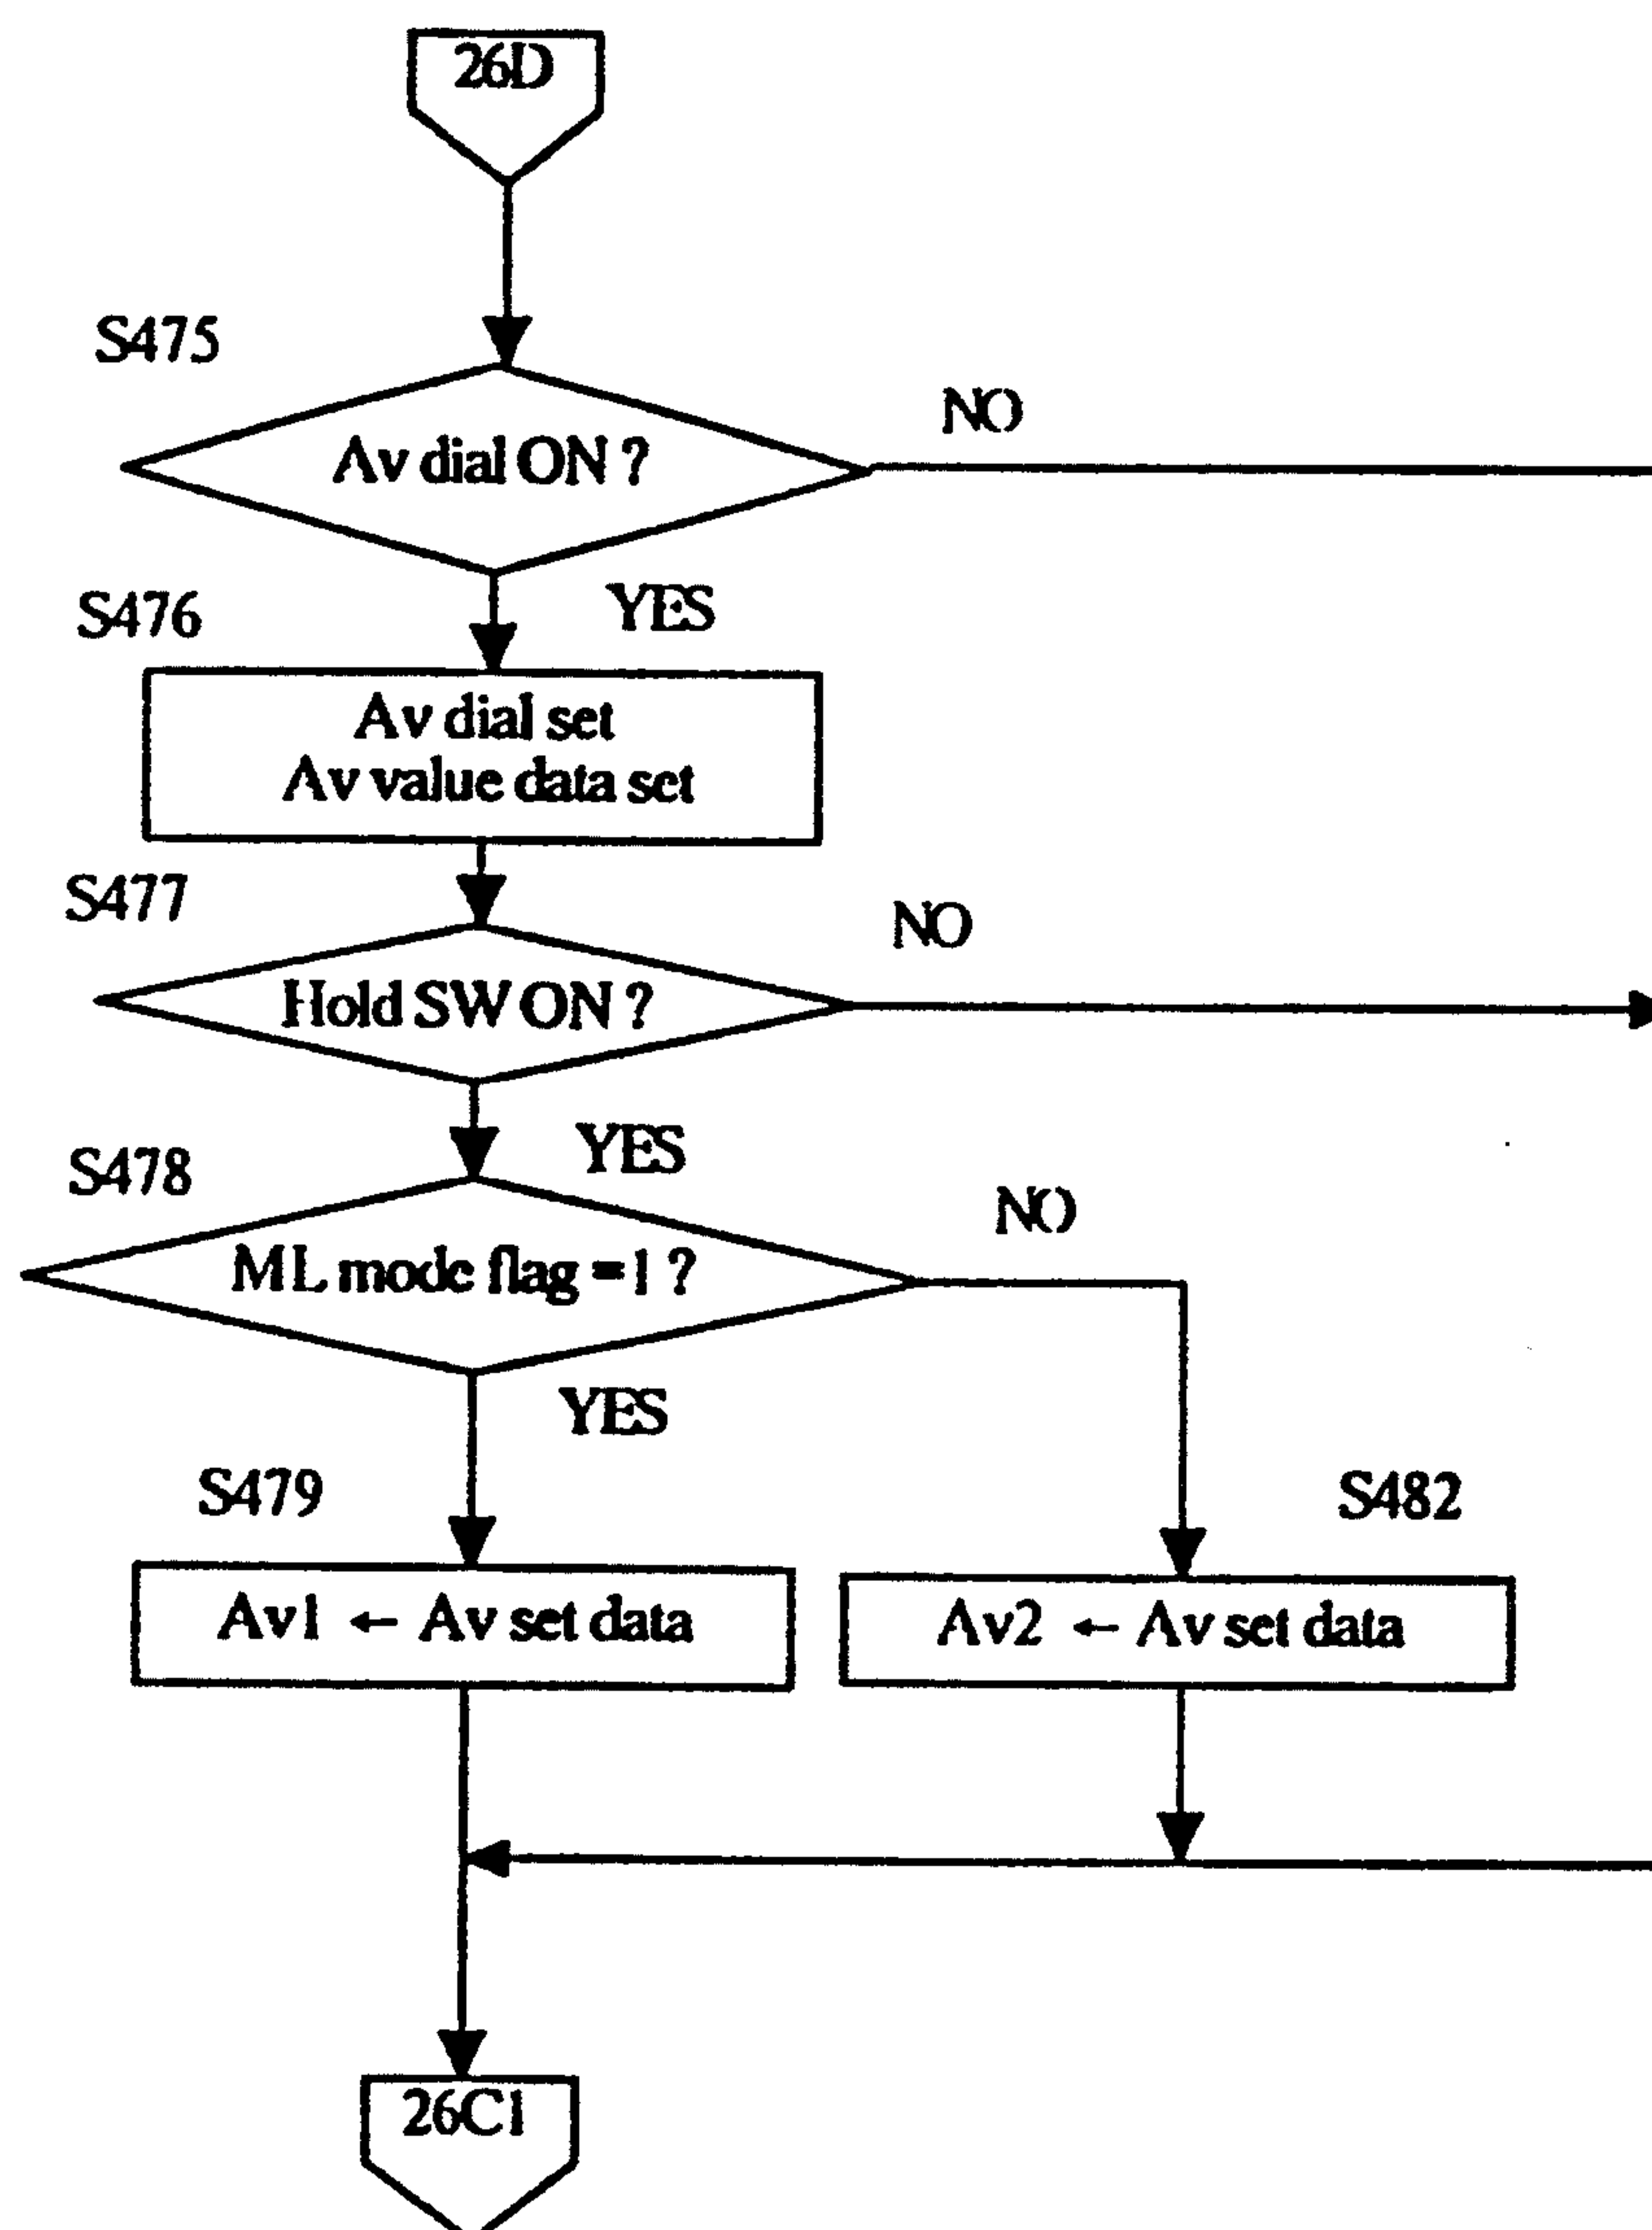 26D
S475
Av dial ON ?
NO
S476
YES
Av dial set
Av value data set
S477
NO
Hold SW ON ?
S478
YES
NO
ML mode flag =1 ?
YES
S479
S482
Av1 ← Av set data
Av2 ← Av set data
26C1